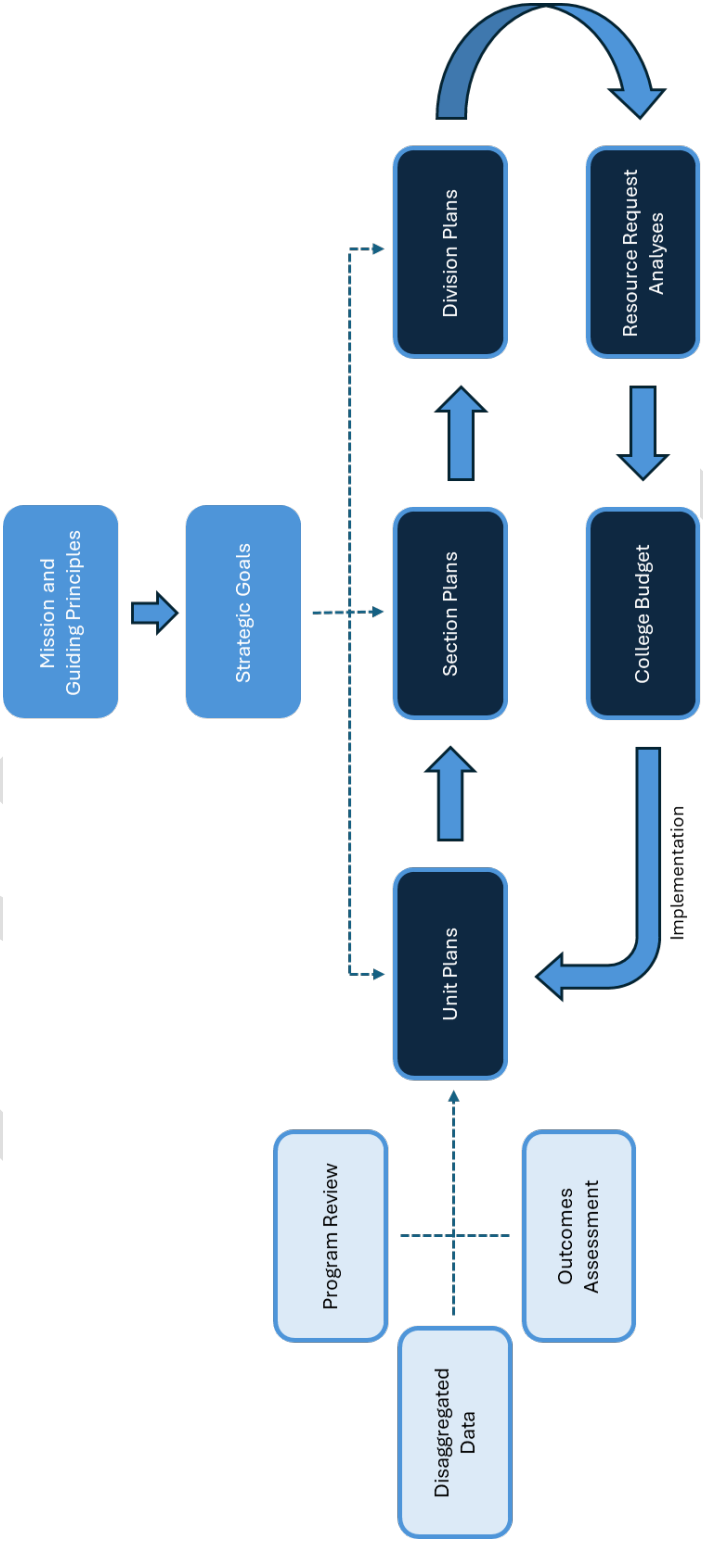 Mission and
Guiding Principles
Strategic Goals
Program Review
Disaggregated
Data
Outcomes
Assessment
Unit Plans
Section Plans
Division Plans
Implementation
College Budget
Resource Request
Analyses